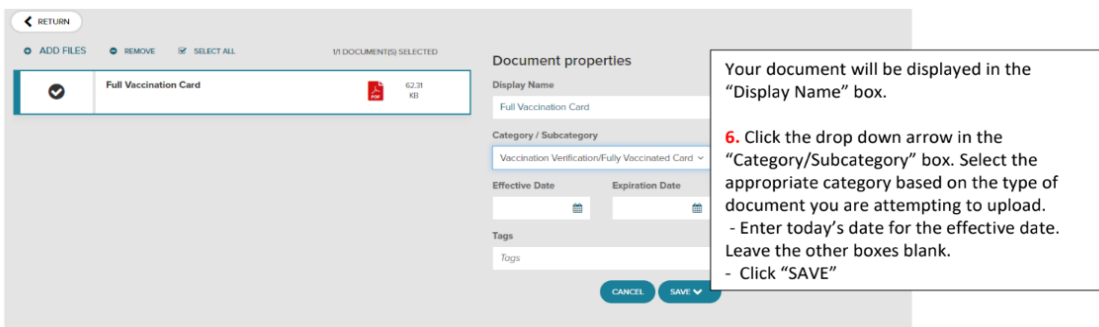 RETURN
ADD FILES REMOVE SELECT ALL 1/1 DOCUMENT(S) SELECTED
Full Vaccination Card
PDF
62.31
KB
Document properties
Display Name
Full Vaccination Card
Category / Subcategory
Vaccination Verification/Fully Vaccinated Card
Effective Date Expiration Date
Tags
Tags
CANCEL SAVE
Your document will be displayed in the
“Display Name” box.
6. Click the drop down arrow in the
“Category/Subcategory” box. Select the
appropriate category based on the type of
document you are attempting to upload.
- Enter today’s date for the effective date.
Leave the other boxes blank.
- Click “SAVE”